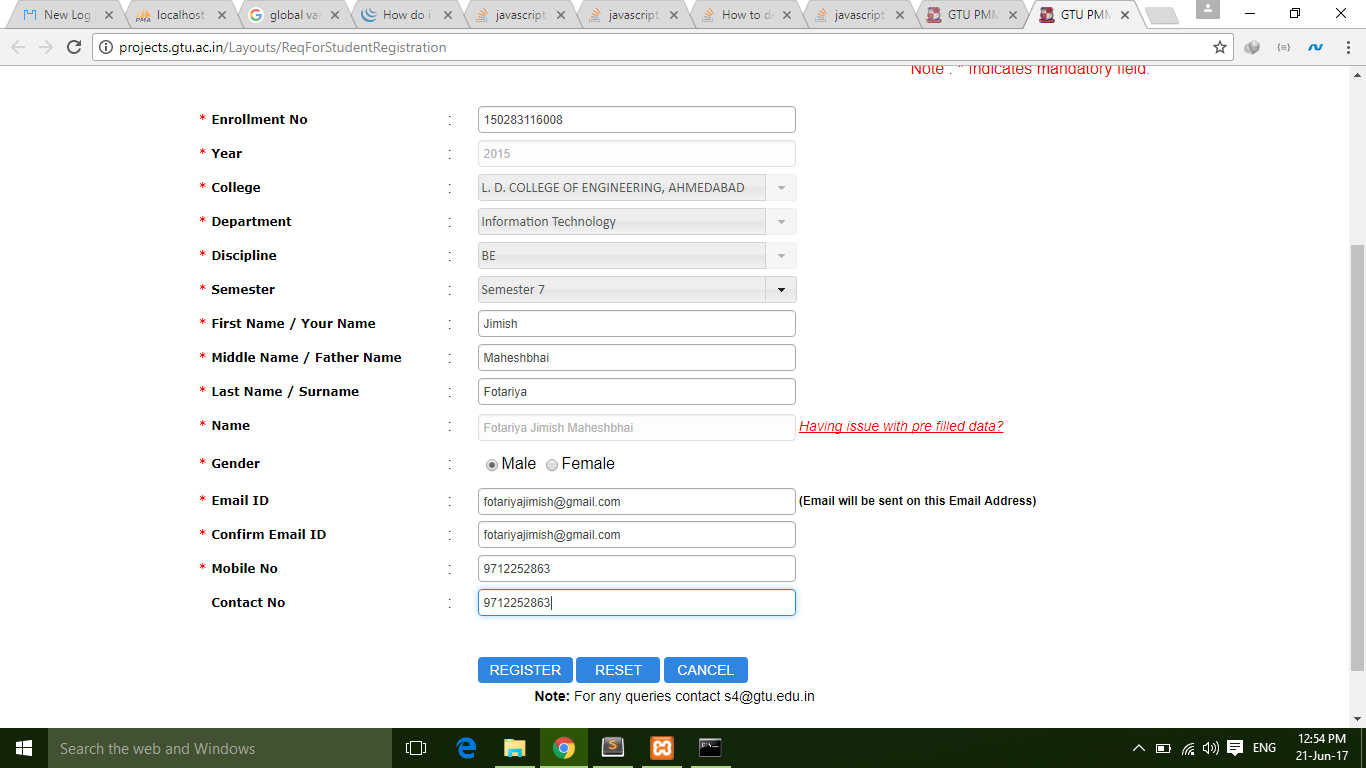 New Log
localhost
global va
How do i
javascript
javascript
How to d
javascript
GTU PMM
GTU PMM
projects.gtu.ac.in/Layouts/ReqForStudentRegistration
Note : * Indicates mandatory field.
* Enrollment No : 150283116008
* Year : 2015
* College : L. D. COLLEGE OF ENGINEERING, AHMEDABAD
* Department : Information Technology
* Discipline : BE
* Semester : Semester 7
* First Name / Your Name : Jimish
* Middle Name / Father Name : Maheshbhai
* Last Name / Surname : Fotariya
* Name : Fotariya Jimish Maheshbhai Having issue with pre filled data?
* Gender : Male Female
* Email ID : fotariyajimish@gmail.com (Email will be sent on this Email Address)
* Confirm Email ID : fotariyajimish@gmail.com
* Mobile No : 9712252863
Contact No : 9712252863
REGISTER RESET CANCEL
Note: For any queries contact s4@gtu.edu.in
Search the web and Windows
ENG
12:54 PM
21-Jun-17